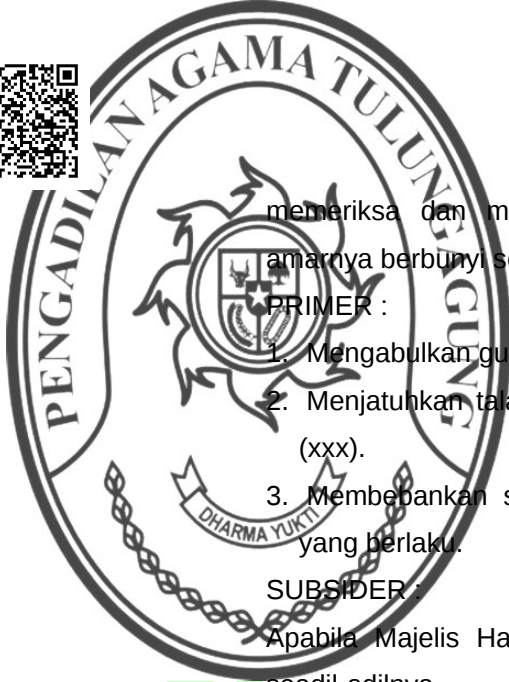 PENGADILAN AGAMA TULUNGAGUNG
memeriksa dan m
amarnya berbunyi se
PRIMER :
1. Mengabulkan gu
2. Menjatuhkan tala
(xxx).
3. Membebankan s
yang berlaku.
DHARMA YUKTI
SUBSIDER :
Apabila Majelis Ha